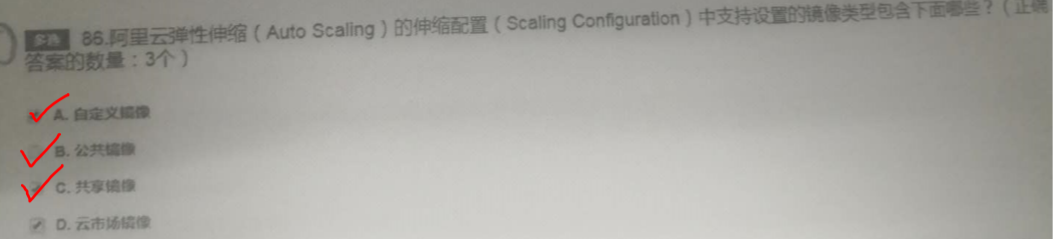 多选 86.阿里云弹性伸缩（Auto Scaling）的伸缩配置（Scaling Configuration）中支持设置的镜像类型包含下面哪些？（正确
答案的数量：3个）
A. 自定义镜像
B. 公共镜像
C. 共享镜像
D. 云市场镜像